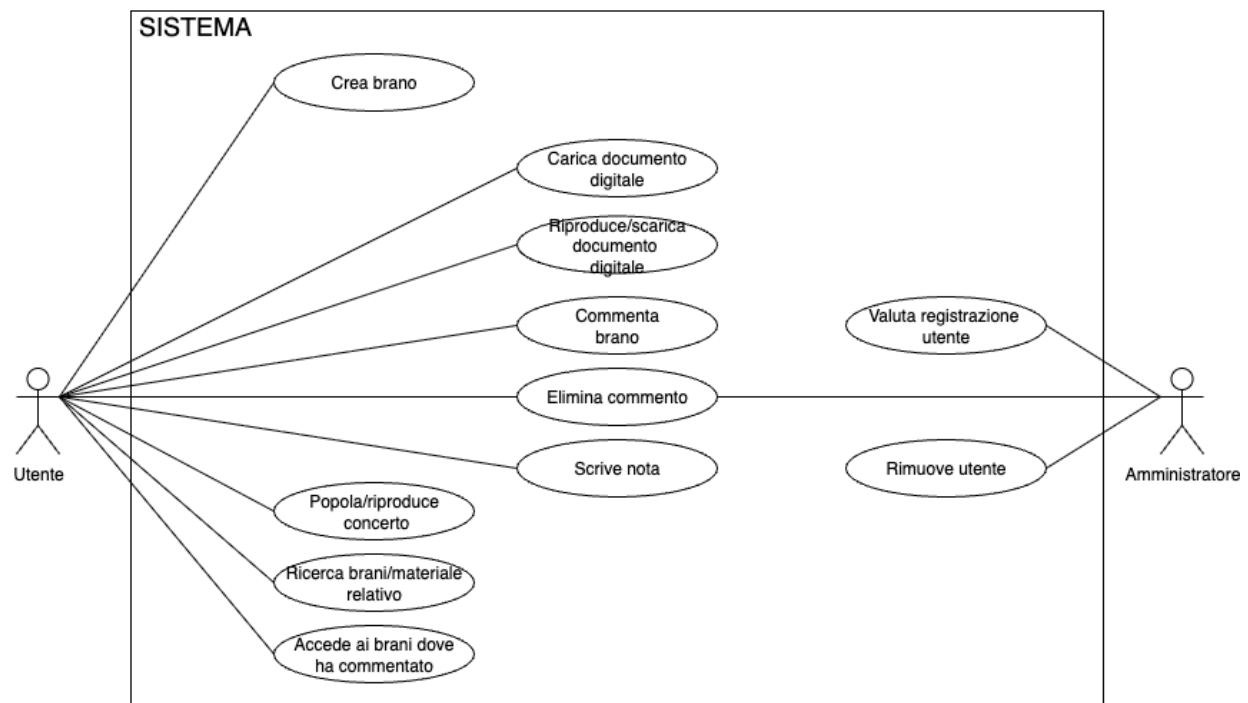 SISTEMA
Crea brano
Carica documento
digitale
Riproduce/scarica
documento
digitale
Commenta
brano
Valuta registrazione
utente
Elimina commento
Utente
Scrive nota
Rimuove utente
Amministratore
Popola/riproduce
concerto
Ricerca brani/materiale
relativo
Accede ai brani dove
ha commentato